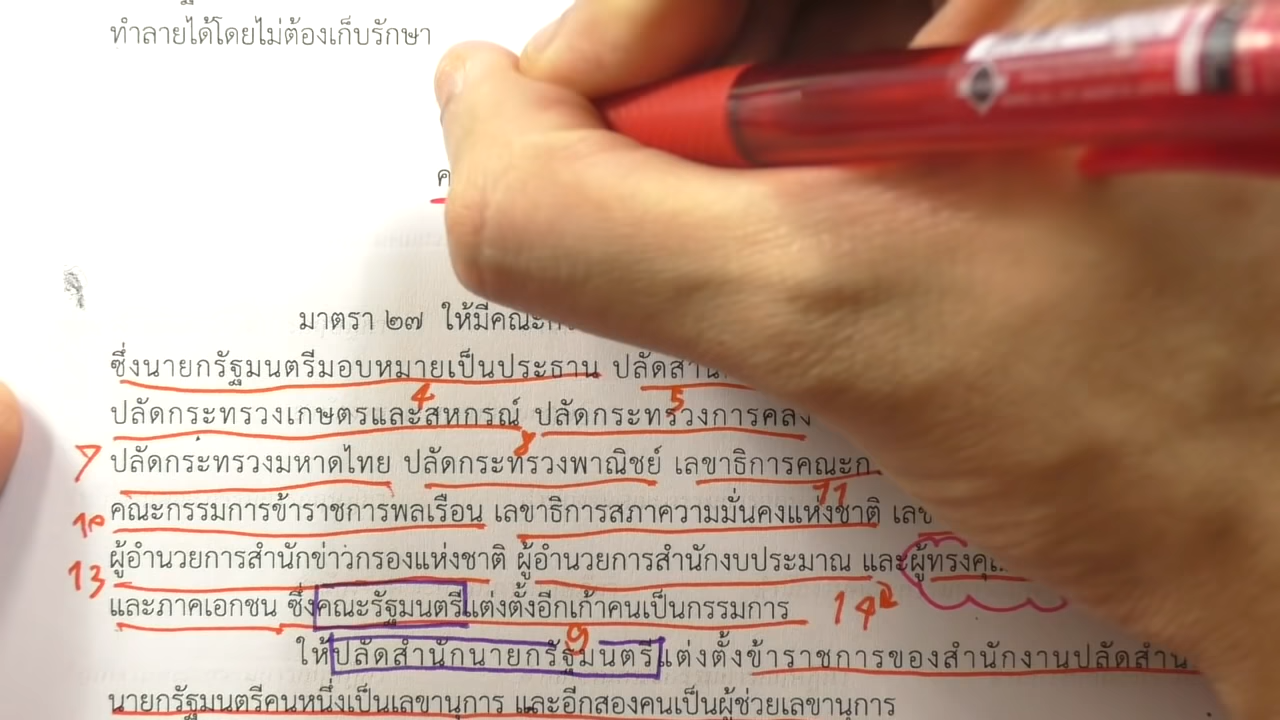 ทำลายได้โดยไม่ต้องเก็บรักษา
มาตรา ๒๗ ให้มีคณะ
ซึ่งนายกรัฐมนตรีมอบหมายเป็นประธาน
4 5
ปลัดกระทรวงเกษตรและสหกรณ์ ปลัดกระทรวงการคลัง
8
7 ปลัดกระทรวงมหาดไทย ปลัดกระทรวงพาณิชย์ เลขาธิการคณะ
11
10 คณะกรรมการข้าราชการพลเรือน เลขาธิการสภาความมั่นคงแห่งชาติ
13 ผู้อำนวยการสำนักข่าวกรองแห่งชาติ ผู้อำนวยการสำนักงบประมาณ และผู้ทรง
และภาคเอกชน ซึ่งคณะรัฐมนตรีแต่งตั้งอีกเก้าคนเป็นกรรมการ 14
9
ให้ปลัดสำนักนายกรัฐมนตรีแต่งตั้งข้าราชการของสำนักงานปลัดสำนัก
นายกรัฐมนตรีคนหนึ่งเป็นเลขานุการ และอีกสองคนเป็นผู้ช่วยเลขานุการ